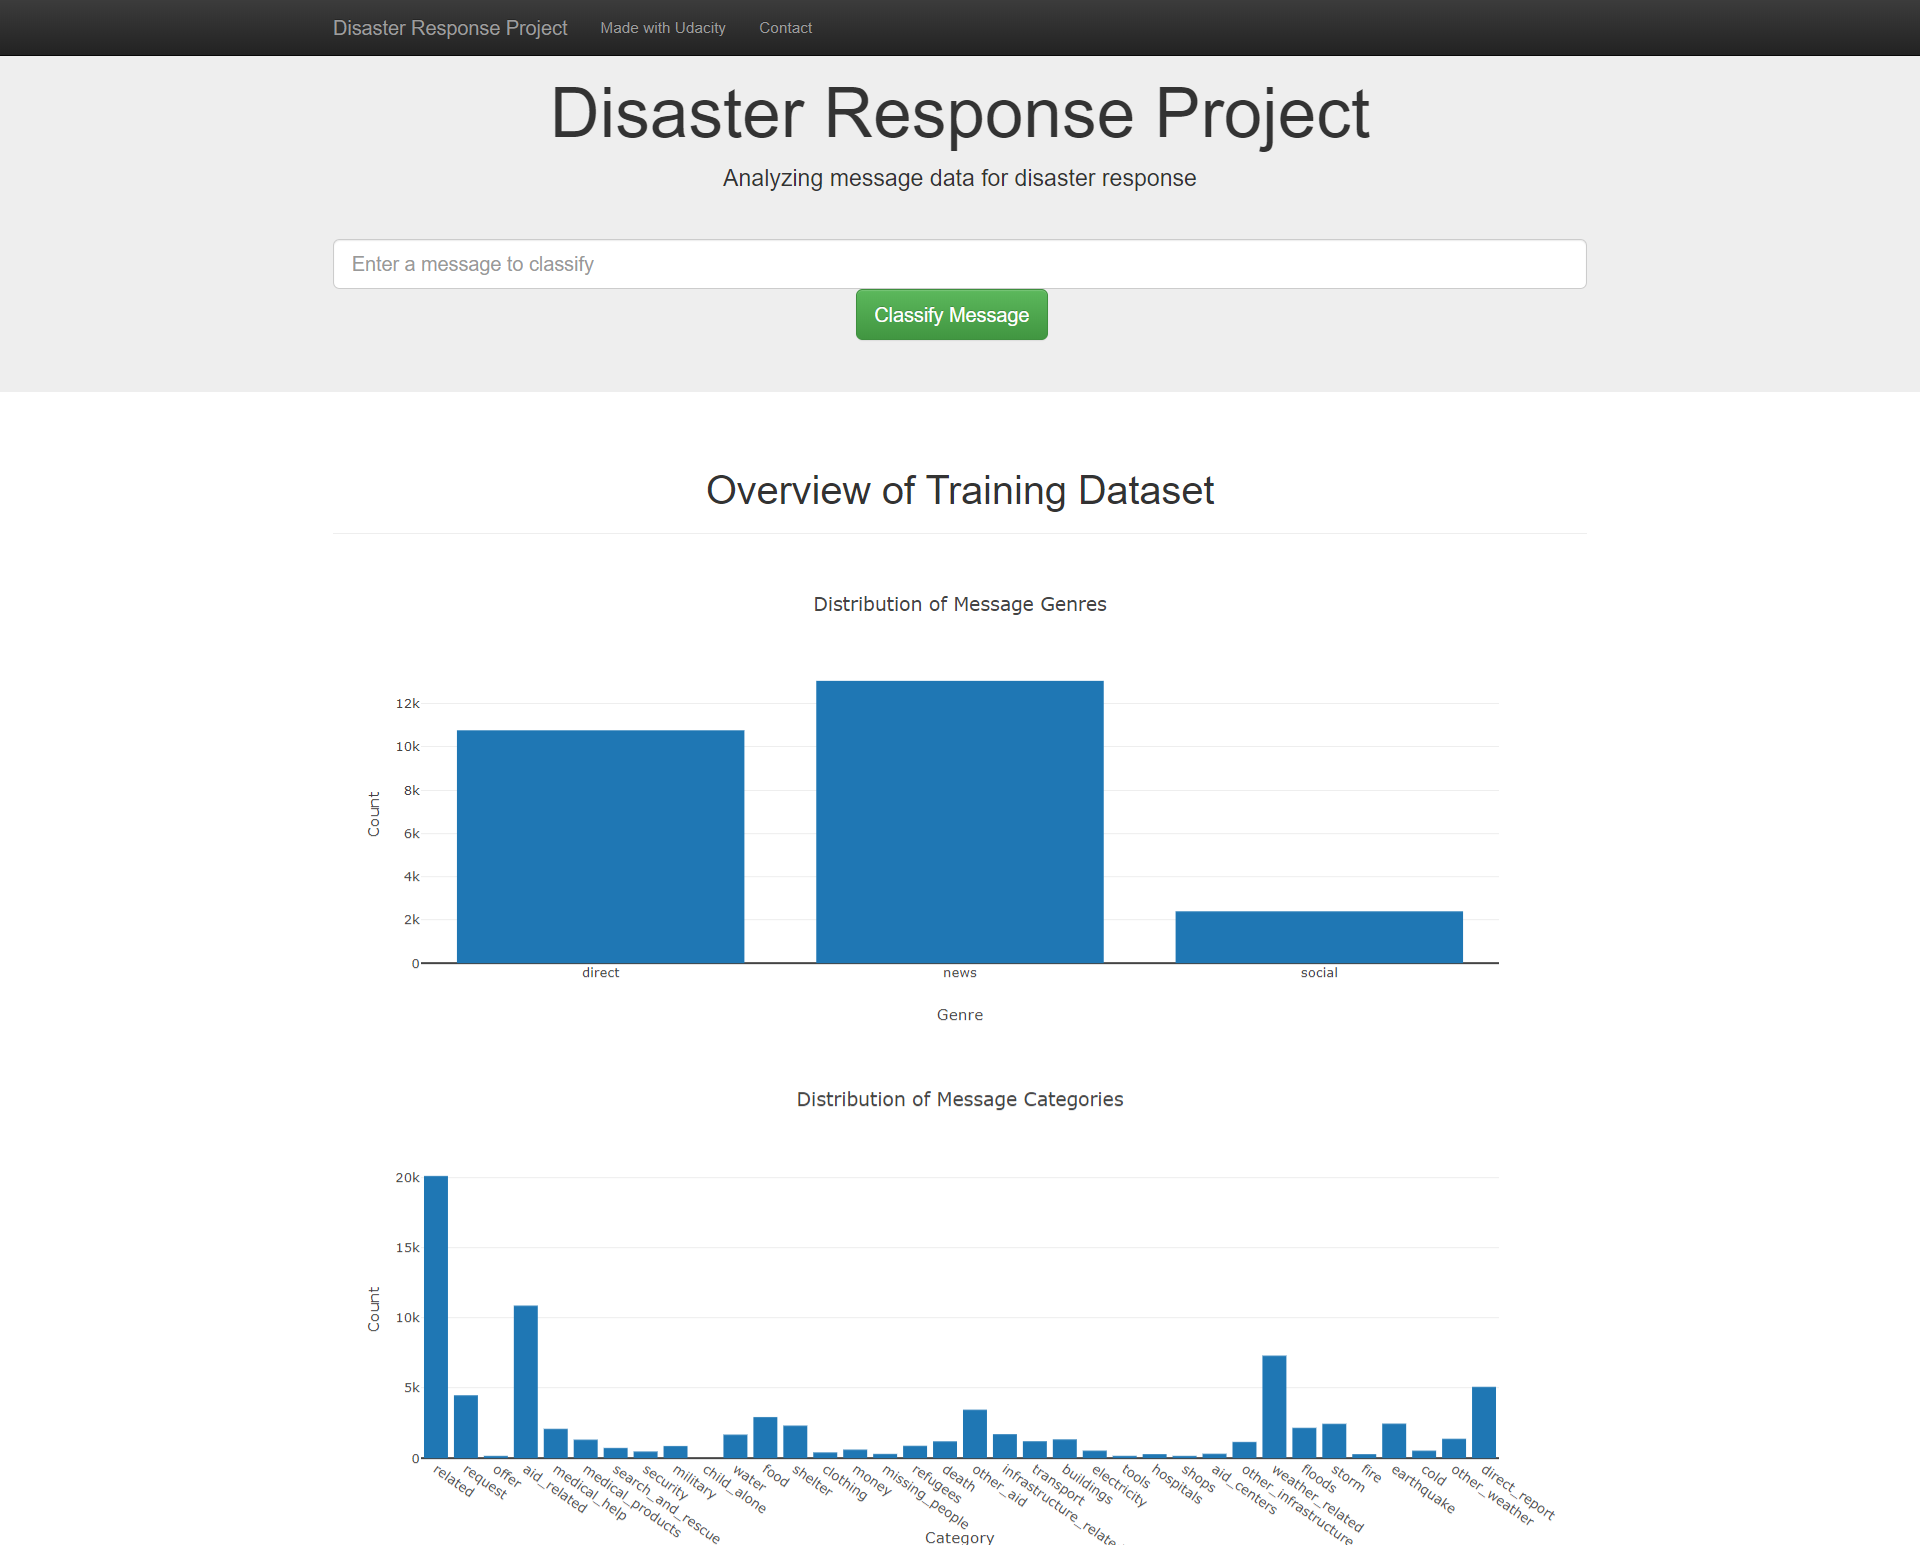 Disaster Response Project Made with Udacity Contact
Disaster Response Project
Analyzing message data for disaster response
Enter a message to classify
Classify Message
Overview of Training Dataset
Distribution of Message Genres
12k
10k
8k
6k
4k
2k
0
Count
direct news social
Genre
Distribution of Message Categories
20k
15k
10k
5k
0
Count
related
request
offer
aid_related
medical_help
medical_products
search_and_rescue
security
military
child_alone
water
food
shelter
clothing
money
missing_people
refugees
death
other_aid
infrastructure_relate
transport
buildings
electricity
tools
hospitals
shops
aid_centers
other_infrastructure
weather_related
floods
storm
fire
earthquake
cold
other_weather
direct_report
Category